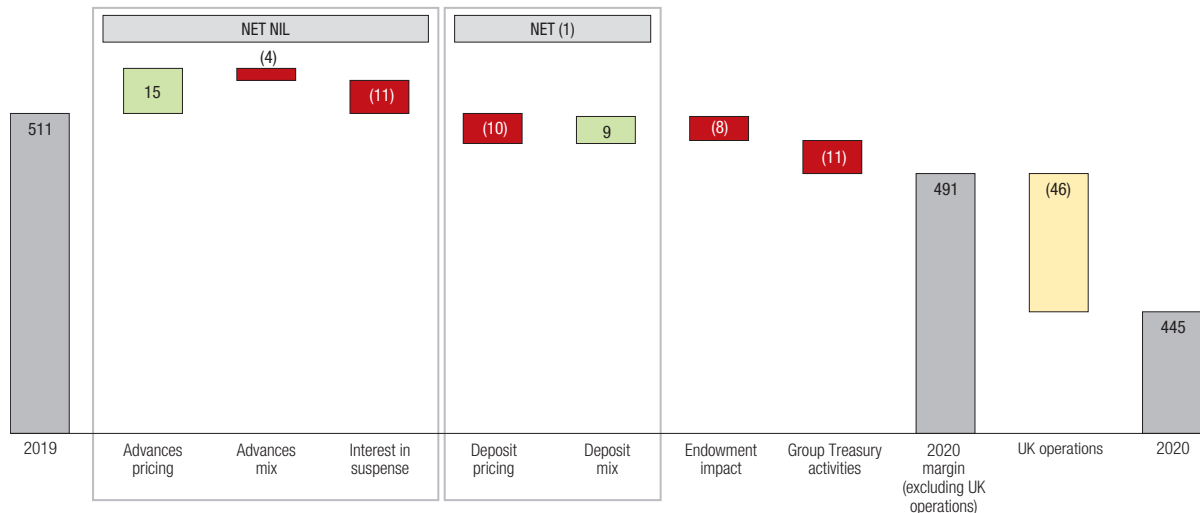 NET NIL
NET (1)
511
15
(4)
(11)
(10)
9
(8)
(11)
491
(46)
445
2019
Advances
pricing
Advances
mix
Interest in
suspense
Deposit
pricing
Deposit
mix
Endowment
impact
Group Treasury
activities
2020
margin
(excluding UK
operations)
UK operations
2020